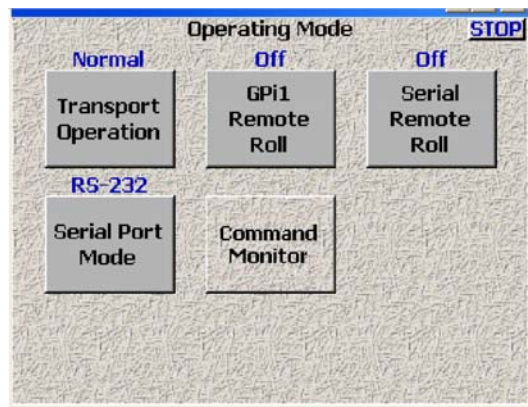 Operating Mode
STOP
Normal
Off
Off
Transport
Operation
GPi1
Remote
Roll
Serial
Remote
Roll
RS-232
Serial Port
Mode
Command
Monitor